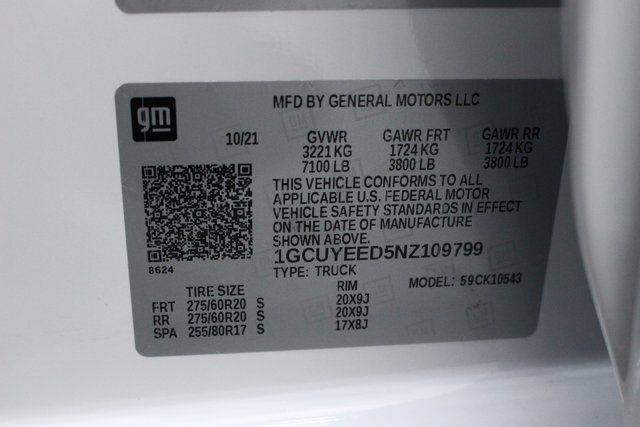 gm
MFD BY GENERAL MOTORS LLC
10/21 GVWR GAWR FRT GAWR RR
3221 KG 1724 KG 1724 KG
7100 LB 3800 LB 3800 LB
THIS VEHICLE CONFORMS TO ALL
APPLICABLE U.S. FEDERAL MOTOR
VEHICLE SAFETY STANDARDS IN EFFECT
ON THE DATE OF MANUFACTURE
SHOWN ABOVE.
8624
1GCUYEED5NZ109799
TYPE: TRUCK MODEL: 59CK10543
TIRE SIZE RIM
FRT 275/60R20 S 20X9J
RR 275/60R20 S 20X9J
SPA 255/80R17 S 17X8J